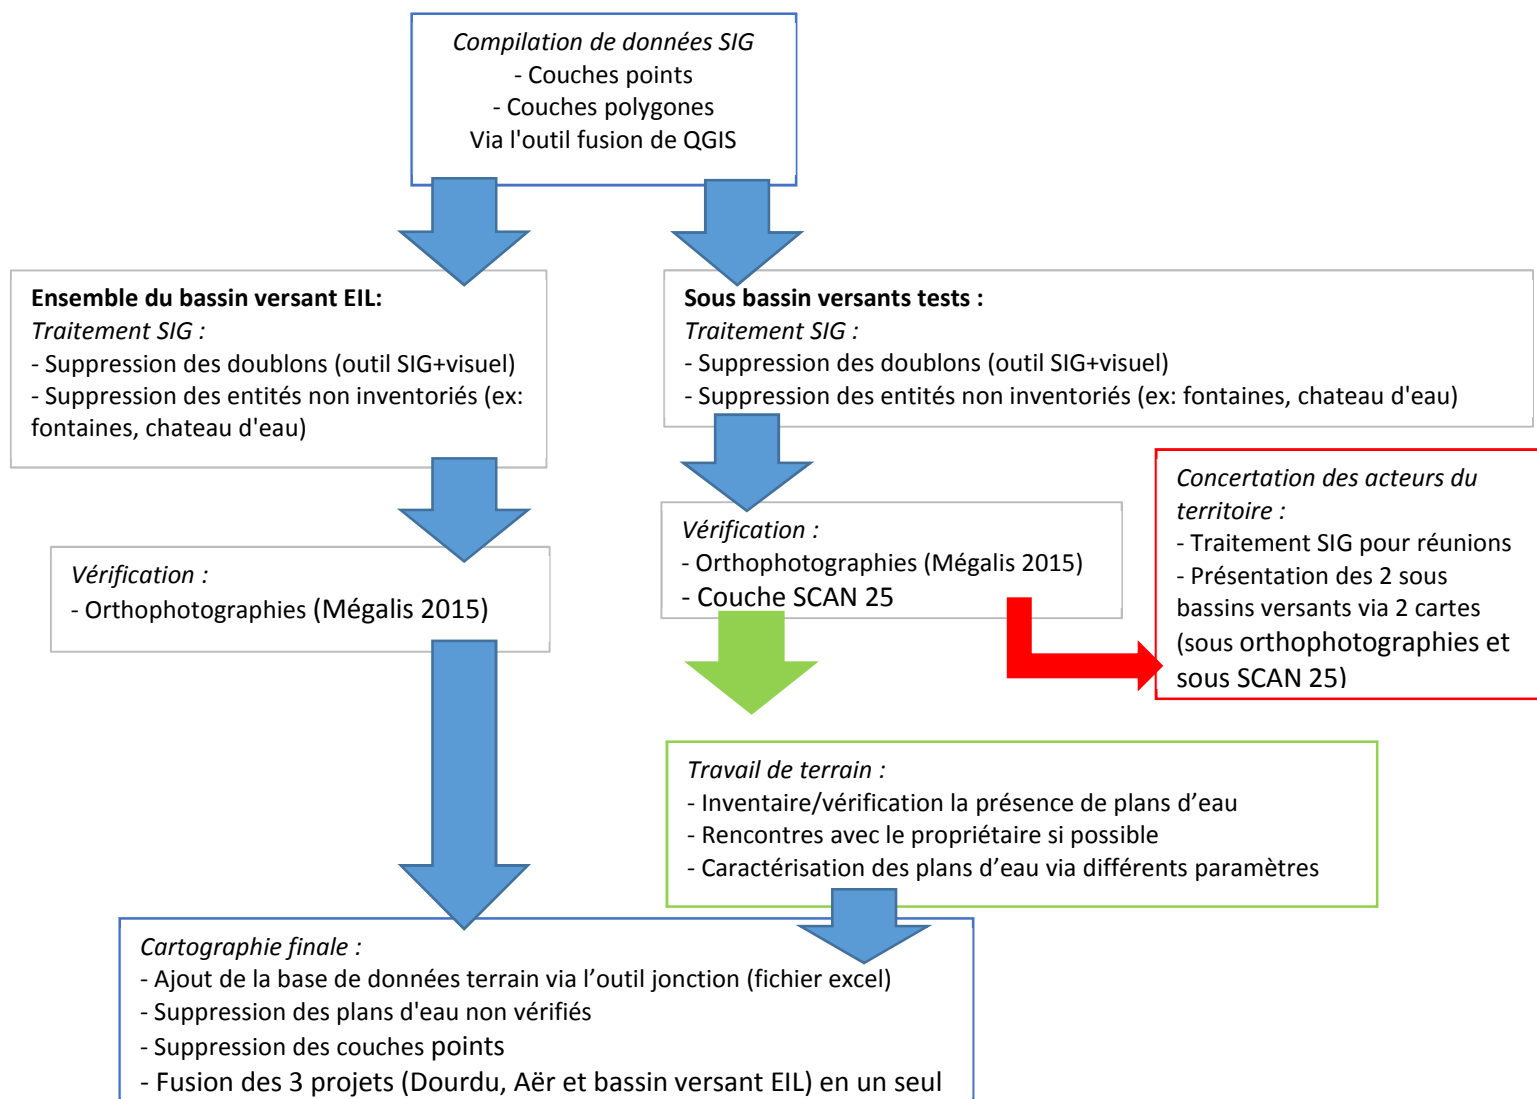 Compilation de données SIG
- Couches points
- Couches polygones
Via l'outil fusion de QGIS
Ensemble du bassin versant EIL:
Traitement SIG :
- Suppression des doublons (outil SIG+visuel)
- Suppression des entités non inventoriés (ex:
fontaines, chateau d'eau)
Sous bassin versants tests :
Traitement SIG :
- Suppression des doublons (outil SIG+visuel)
- Suppression des entités non inventoriés (ex: fontaines, chateau d'eau)
Vérification :
- Orthophotographies (Mégalis 2015)
Vérification :
- Orthophotographies (Mégalis 2015)
- Couche SCAN 25
Concertation des acteurs du
territoire :
- Traitement SIG pour réunions
- Présentation des 2 sous
bassins versants via 2 cartes
(sous orthophotographies et
sous SCAN 25)
Travail de terrain :
- Inventaire/vérification la présence de plans d’eau
- Rencontres avec le propriétaire si possible
- Caractérisation des plans d’eau via différents paramètres
Cartographie finale :
- Ajout de la base de données terrain via l’outil jonction (fichier excel)
- Suppression des plans d'eau non vérifiés
- Suppression des couches points
- Fusion des 3 projets (Dourdu, Aër et bassin versant EIL) en un seul